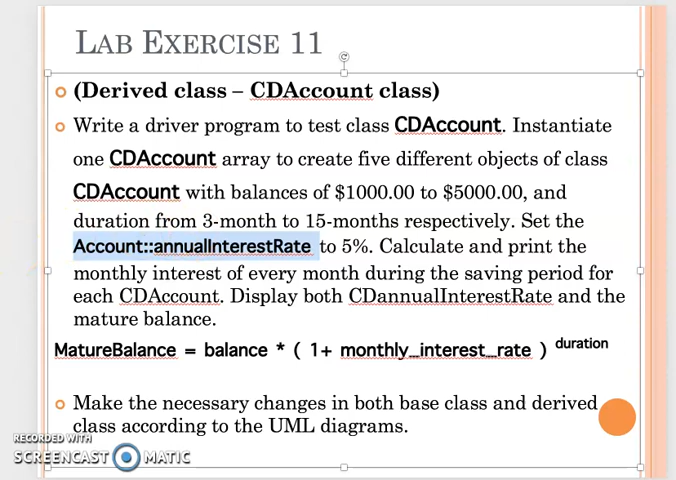 LAB EXERCISE 11
(Derived class – CDAccount class)
Write a driver program to test class CDAccount. Instantiate
one CDAccount array to create five different objects of class
CDAccount with balances of $1000.00 to $5000.00, and
duration from 3-month to 15-months respectively. Set the
Account::annualInterestRate to 5%. Calculate and print the
monthly interest of every month during the saving period for
each CDAccount. Display both CDannualInterestRate and the
mature balance.
MatureBalance = balance * ( 1+ monthly_interest_rate ) duration
Make the necessary changes in both base class and derived
class according to the UML diagrams.
RECORDED WITH
SCREENCAST MATIC